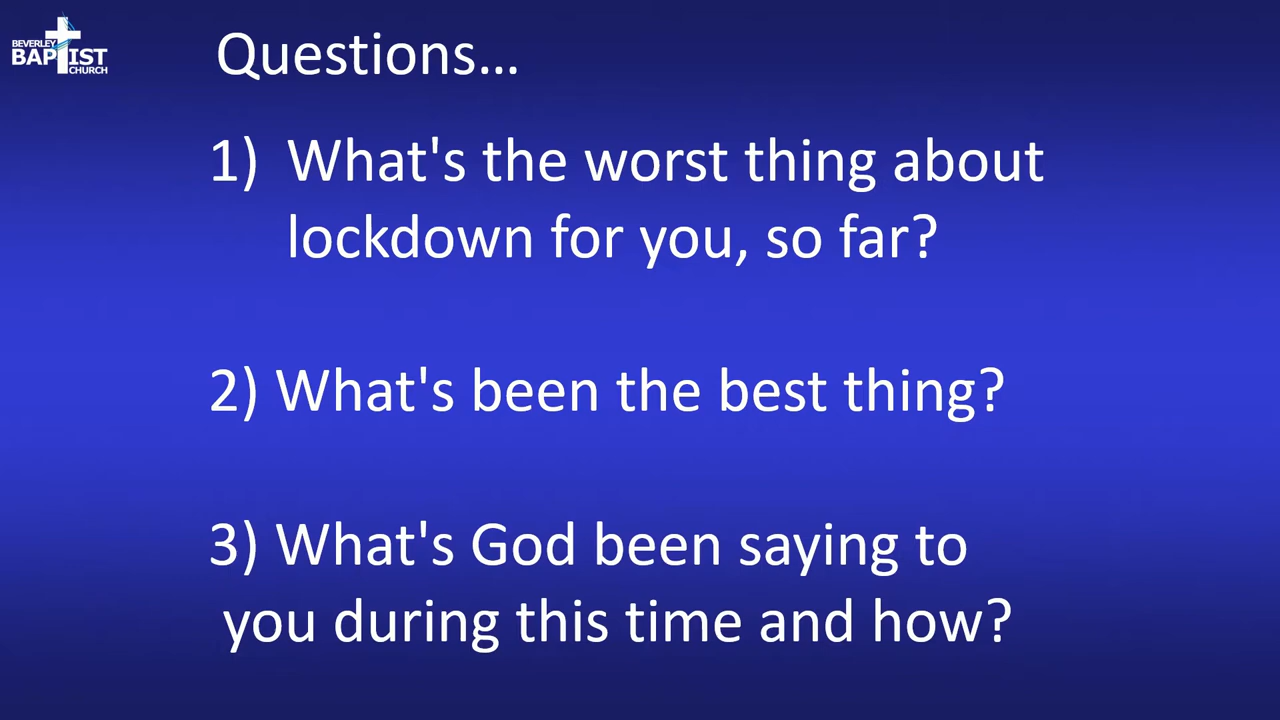 BEVERLEY
BAPTIST
CHURCH
Questions...
1) What's the worst thing about
lockdown for you, so far?
2) What's been the best thing?
3) What's God been saying to
you during this time and how?